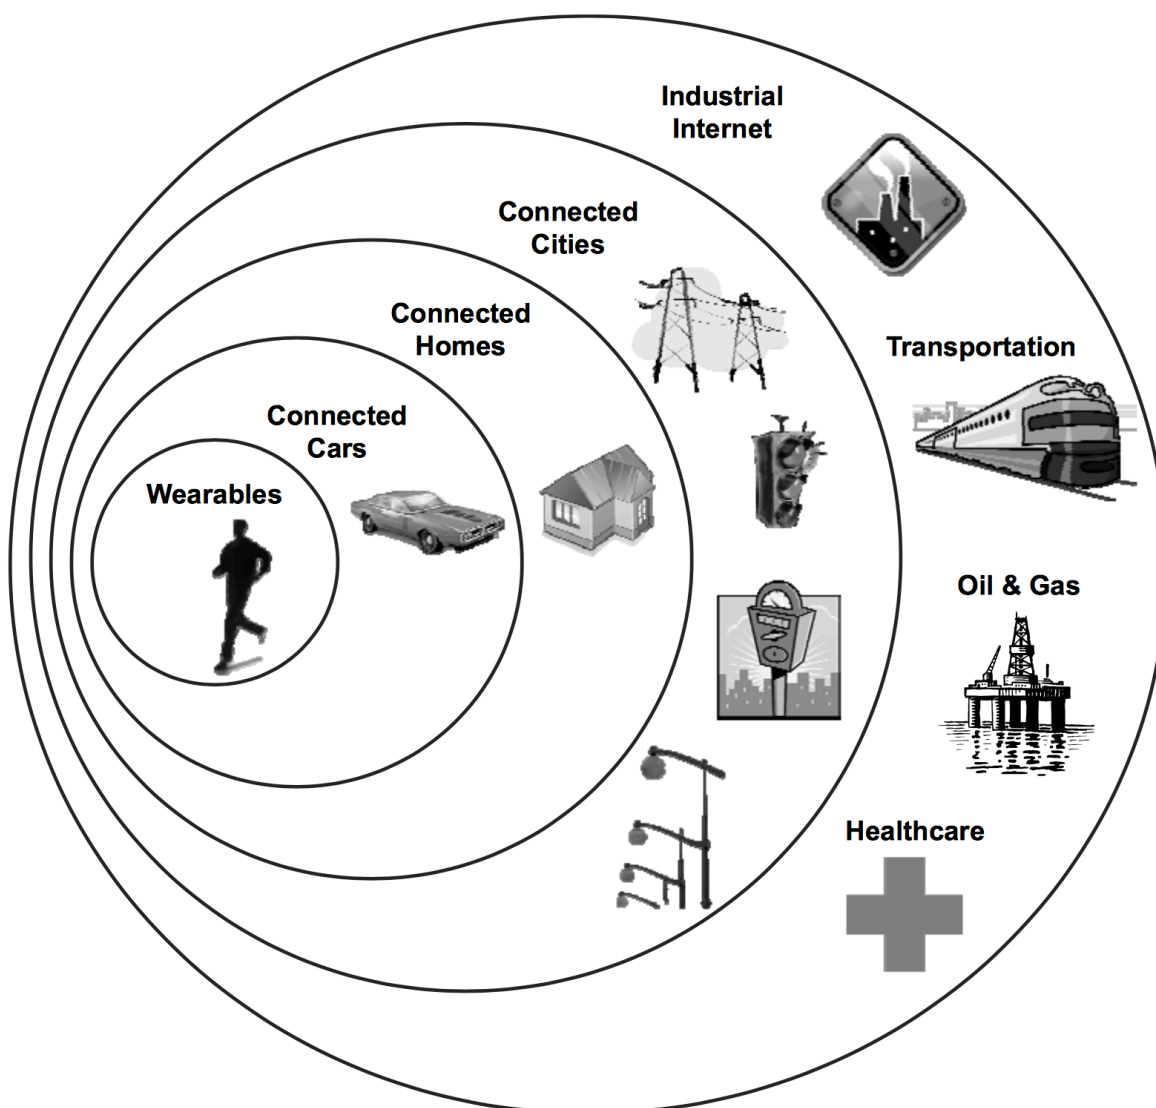 Industrial
Internet
Connected
Cities
Connected
Homes
Transportation
Connected
Cars
Wearables
Oil & Gas
Healthcare